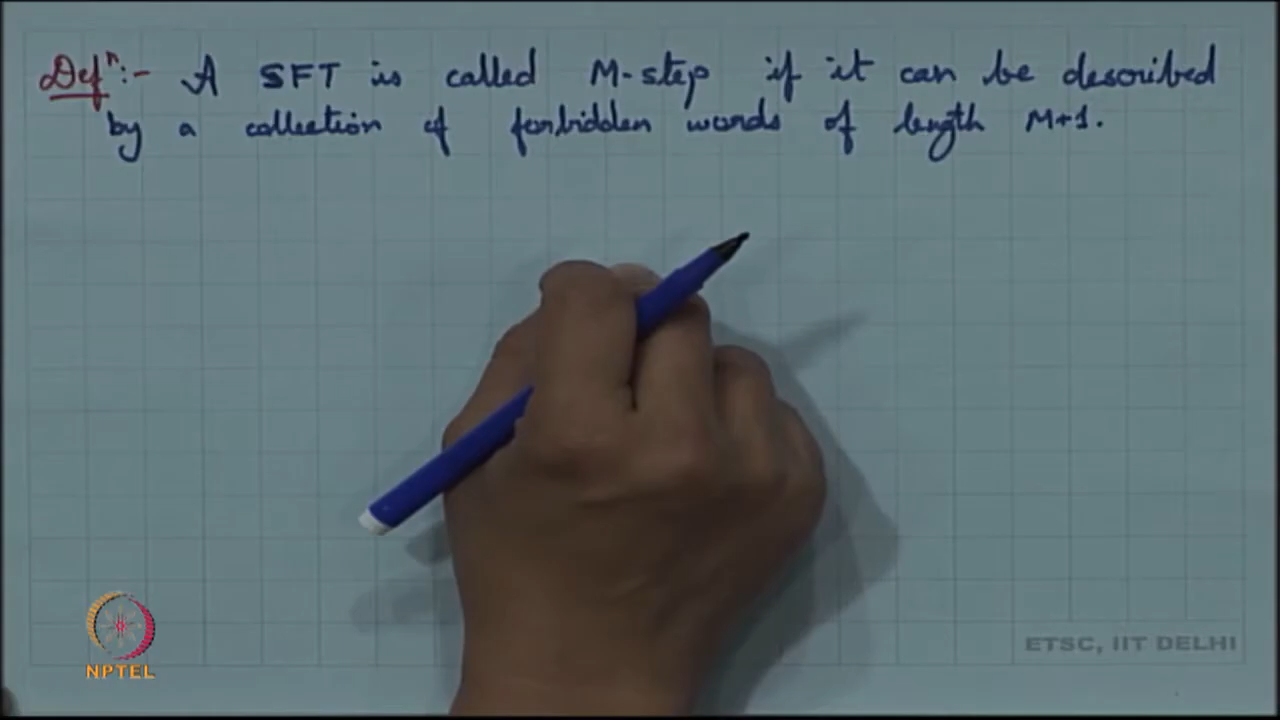 Defⁿ:- A SFT is called M-step if it can be described
by a collection of forbidden words of length M+1.
NPTEL
ETSC, IIT DELHI